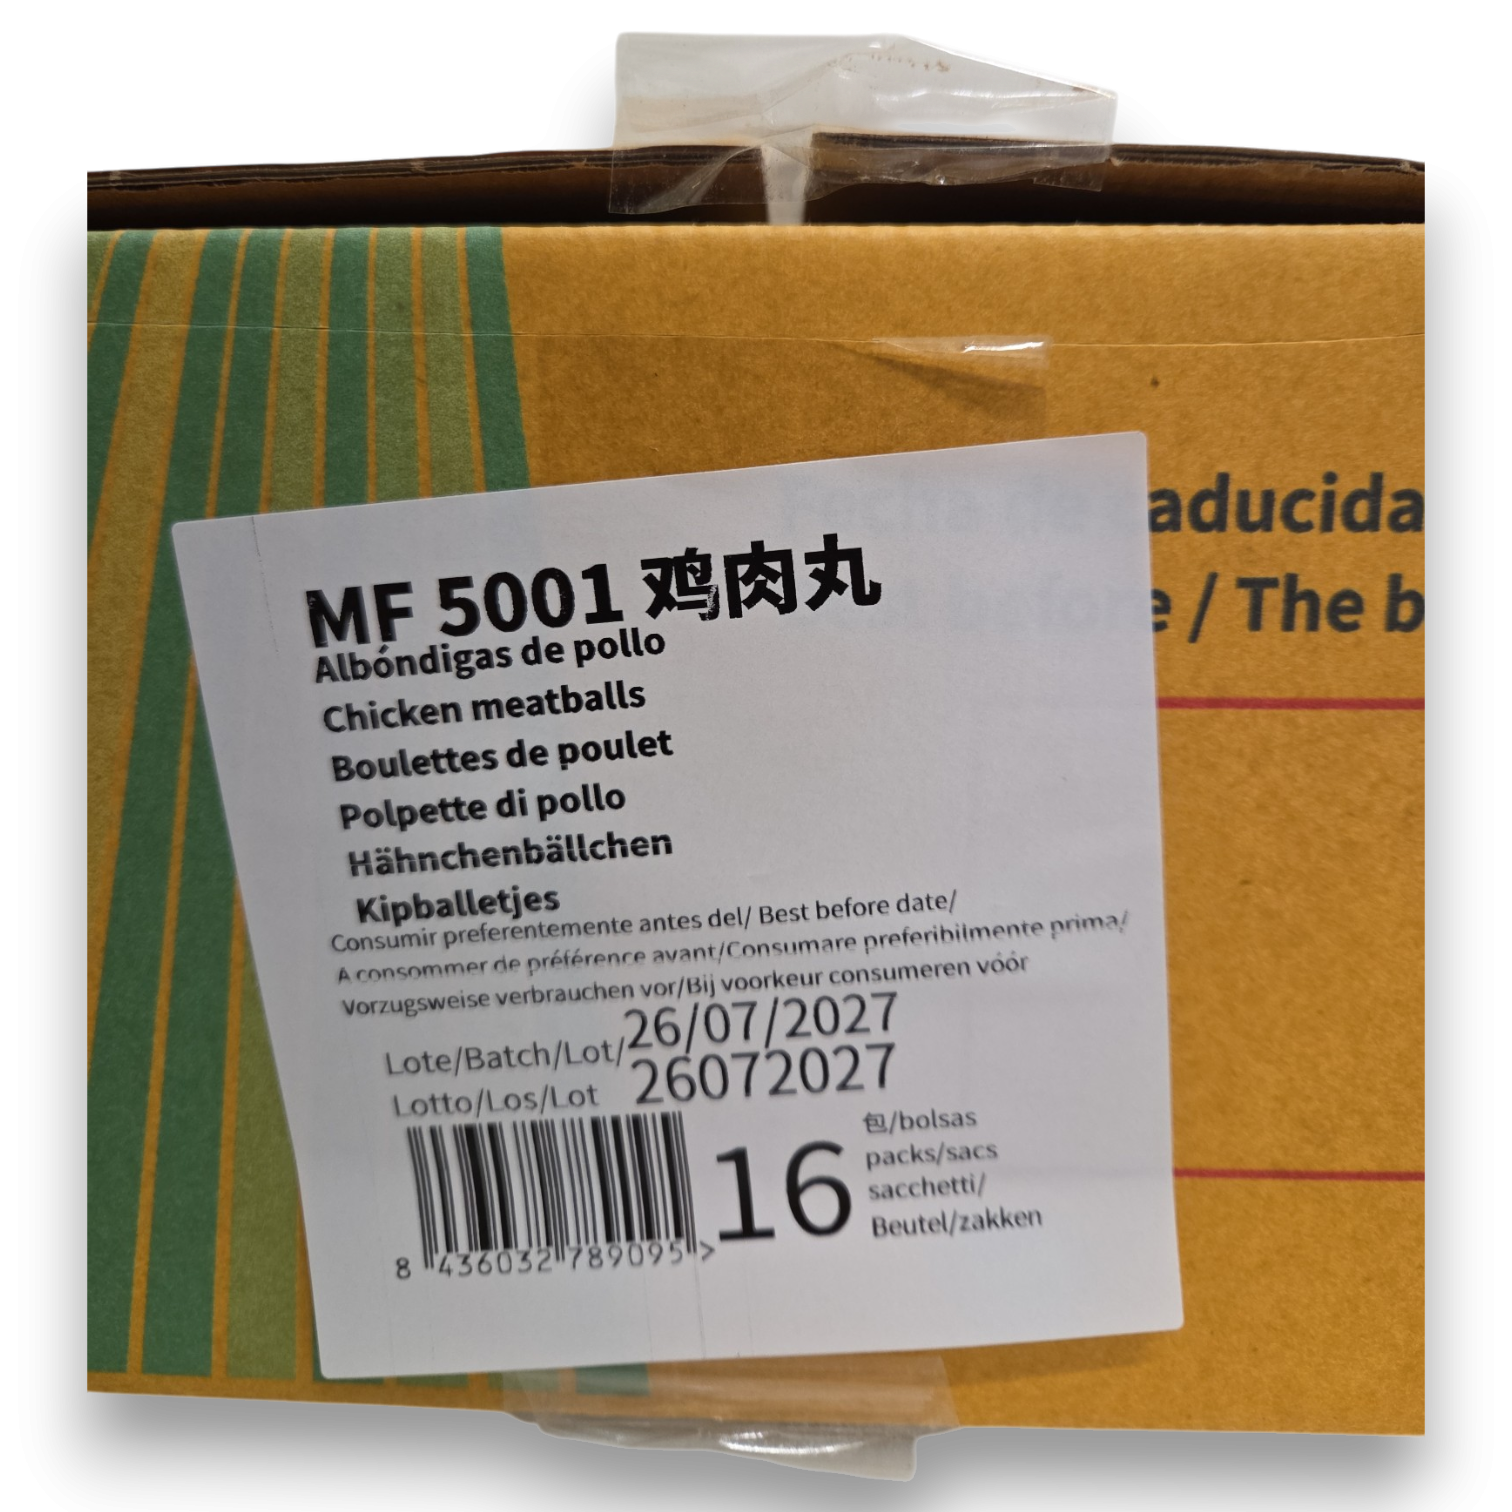 aducida
e / The b
MF 5001 鸡肉丸
Albóndigas de pollo
Chicken meatballs
Boulettes de poulet
Polpette di pollo
Hähnchenbällchen
Kipballetjes
Consumir preferentemente antes del/ Best before date/
A consommer de préférence avant/Consumare preferibilmente prima/
Vorzugsweise verbrauchen vor/Bij voorkeur consumeren vóór
26/07/2027
Lote/Batch/Lot/
Lotto/Los/Lot 26072027
8 436032 789095 >
16
包/bolsas
packs/sacs
sacchetti/
Beutel/zakken